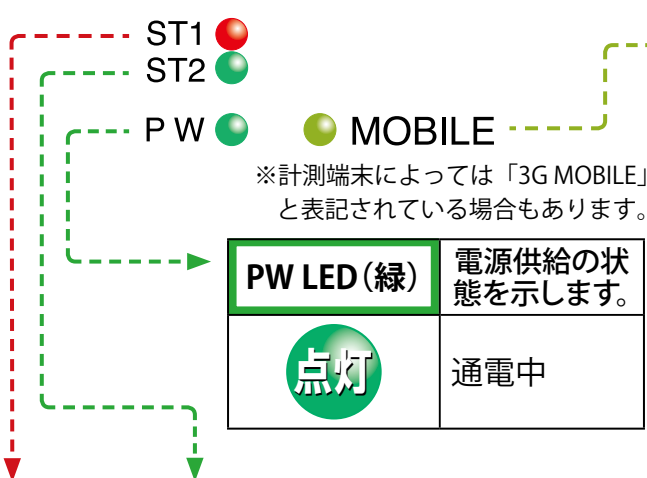 ST1
ST2
PW
MOBILE
※計測端末によっては「3G MOBILE」
と表記されている場合もあります。
PW LED（緑）
電源供給の状
態を示します。
点灯
通電中